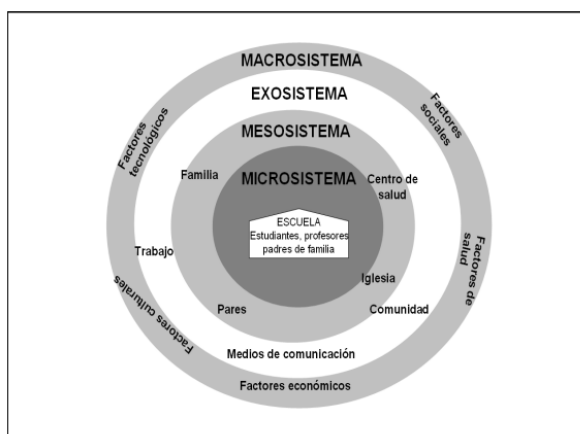 MACROSISTEMA
EXOSISTEMA
MESOSISTEMA
MICROSISTEMA
Factores
tecnológicos
Factores
sociales
Familia
Centro de
salud
ESCUELA
Estudiantes, profesores
padres de familia
Trabajo
Iglesia
Factores de
salud
Pares
Comunidad
Factores culturales
Medios de comunicación
Factores económicos